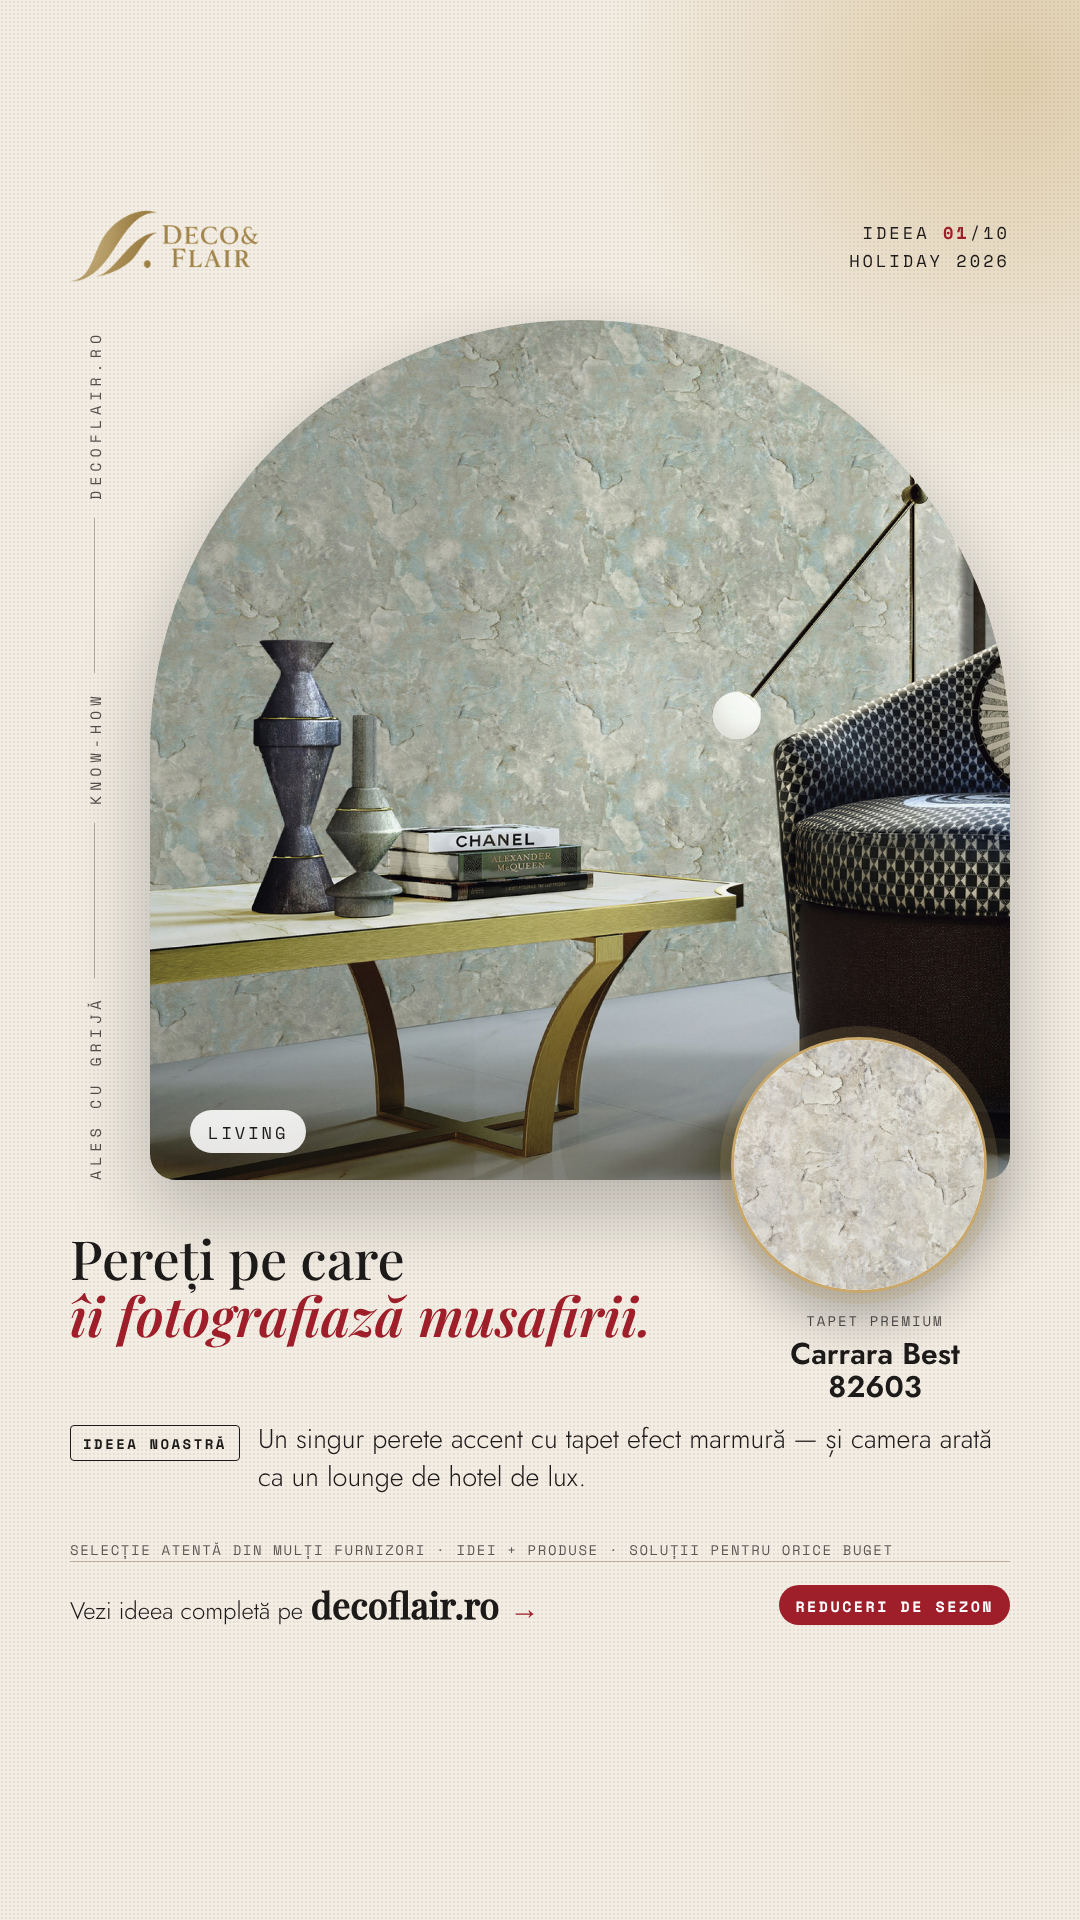 DECO&
FLAIR
IDEEA 01/10
HOLIDAY 2026
DECOFLAIR.RO
KNOW-HOW
ALES CU GRIJĂ
CHANEL
ALEXANDER
McQUEEN
LIVING
Pereți pe care
îi fotografiază musafirii.
TAPET PREMIUM
Carrara Best
82603
IDEEA NOASTRĂ
Un singur perete accent cu tapet efect marmură — și camera arată
ca un lounge de hotel de lux.
SELECȚIE ATENTĂ DIN MULȚI FURNIZORI · IDEI + PRODUSE · SOLUȚII PENTRU ORICE BUGET
Vezi ideea completă pe decoflair.ro →
REDUCERI DE SEZON